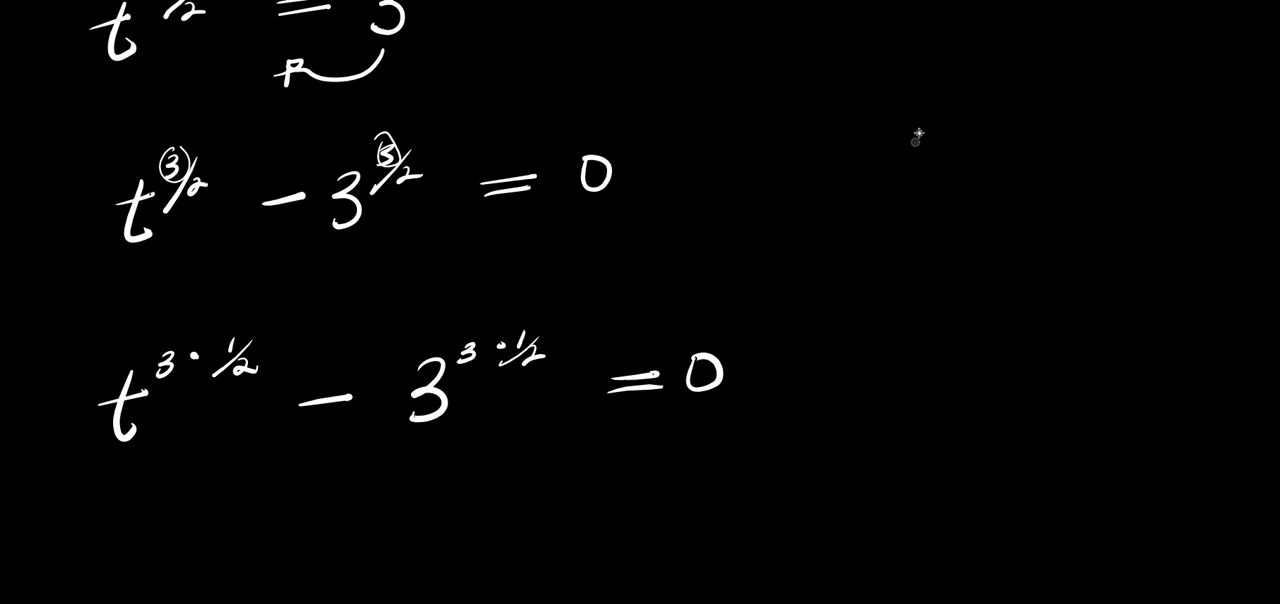 t^{3/2} - 3^{3/2} = 0
t^{3 · 1/2} - 3^{3 · 1/2} = 0